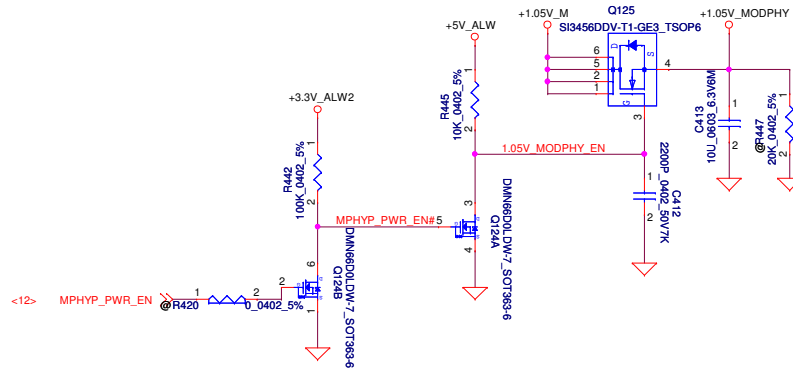 Q125
+1.05V_M
+1.05V_MODPHY
SI3456DDV-T1-GE3_TSOP6
+5V_ALW
D
S
G
6
5
2
1
4
3
+3.3V_ALW2
1
R445
10K_0402_5%
2
1
C413
10U_0603_6.3V6M
2
1
@R447
20K_0402_5%
2
1.05V_MODPHY_EN
1
R442
100K_0402_5%
2
1
2200P_0402_50V7K
C412
2
3
MPHYP_PWR_EN#
5
4
DMN66D0LDW-7_SOT363-6
Q124A
6
2
1
DMN66D0LDW-7_SOT363-6
Q124B
<12>
MPHYP_PWR_EN
1
2
@R420
0_0402_5%